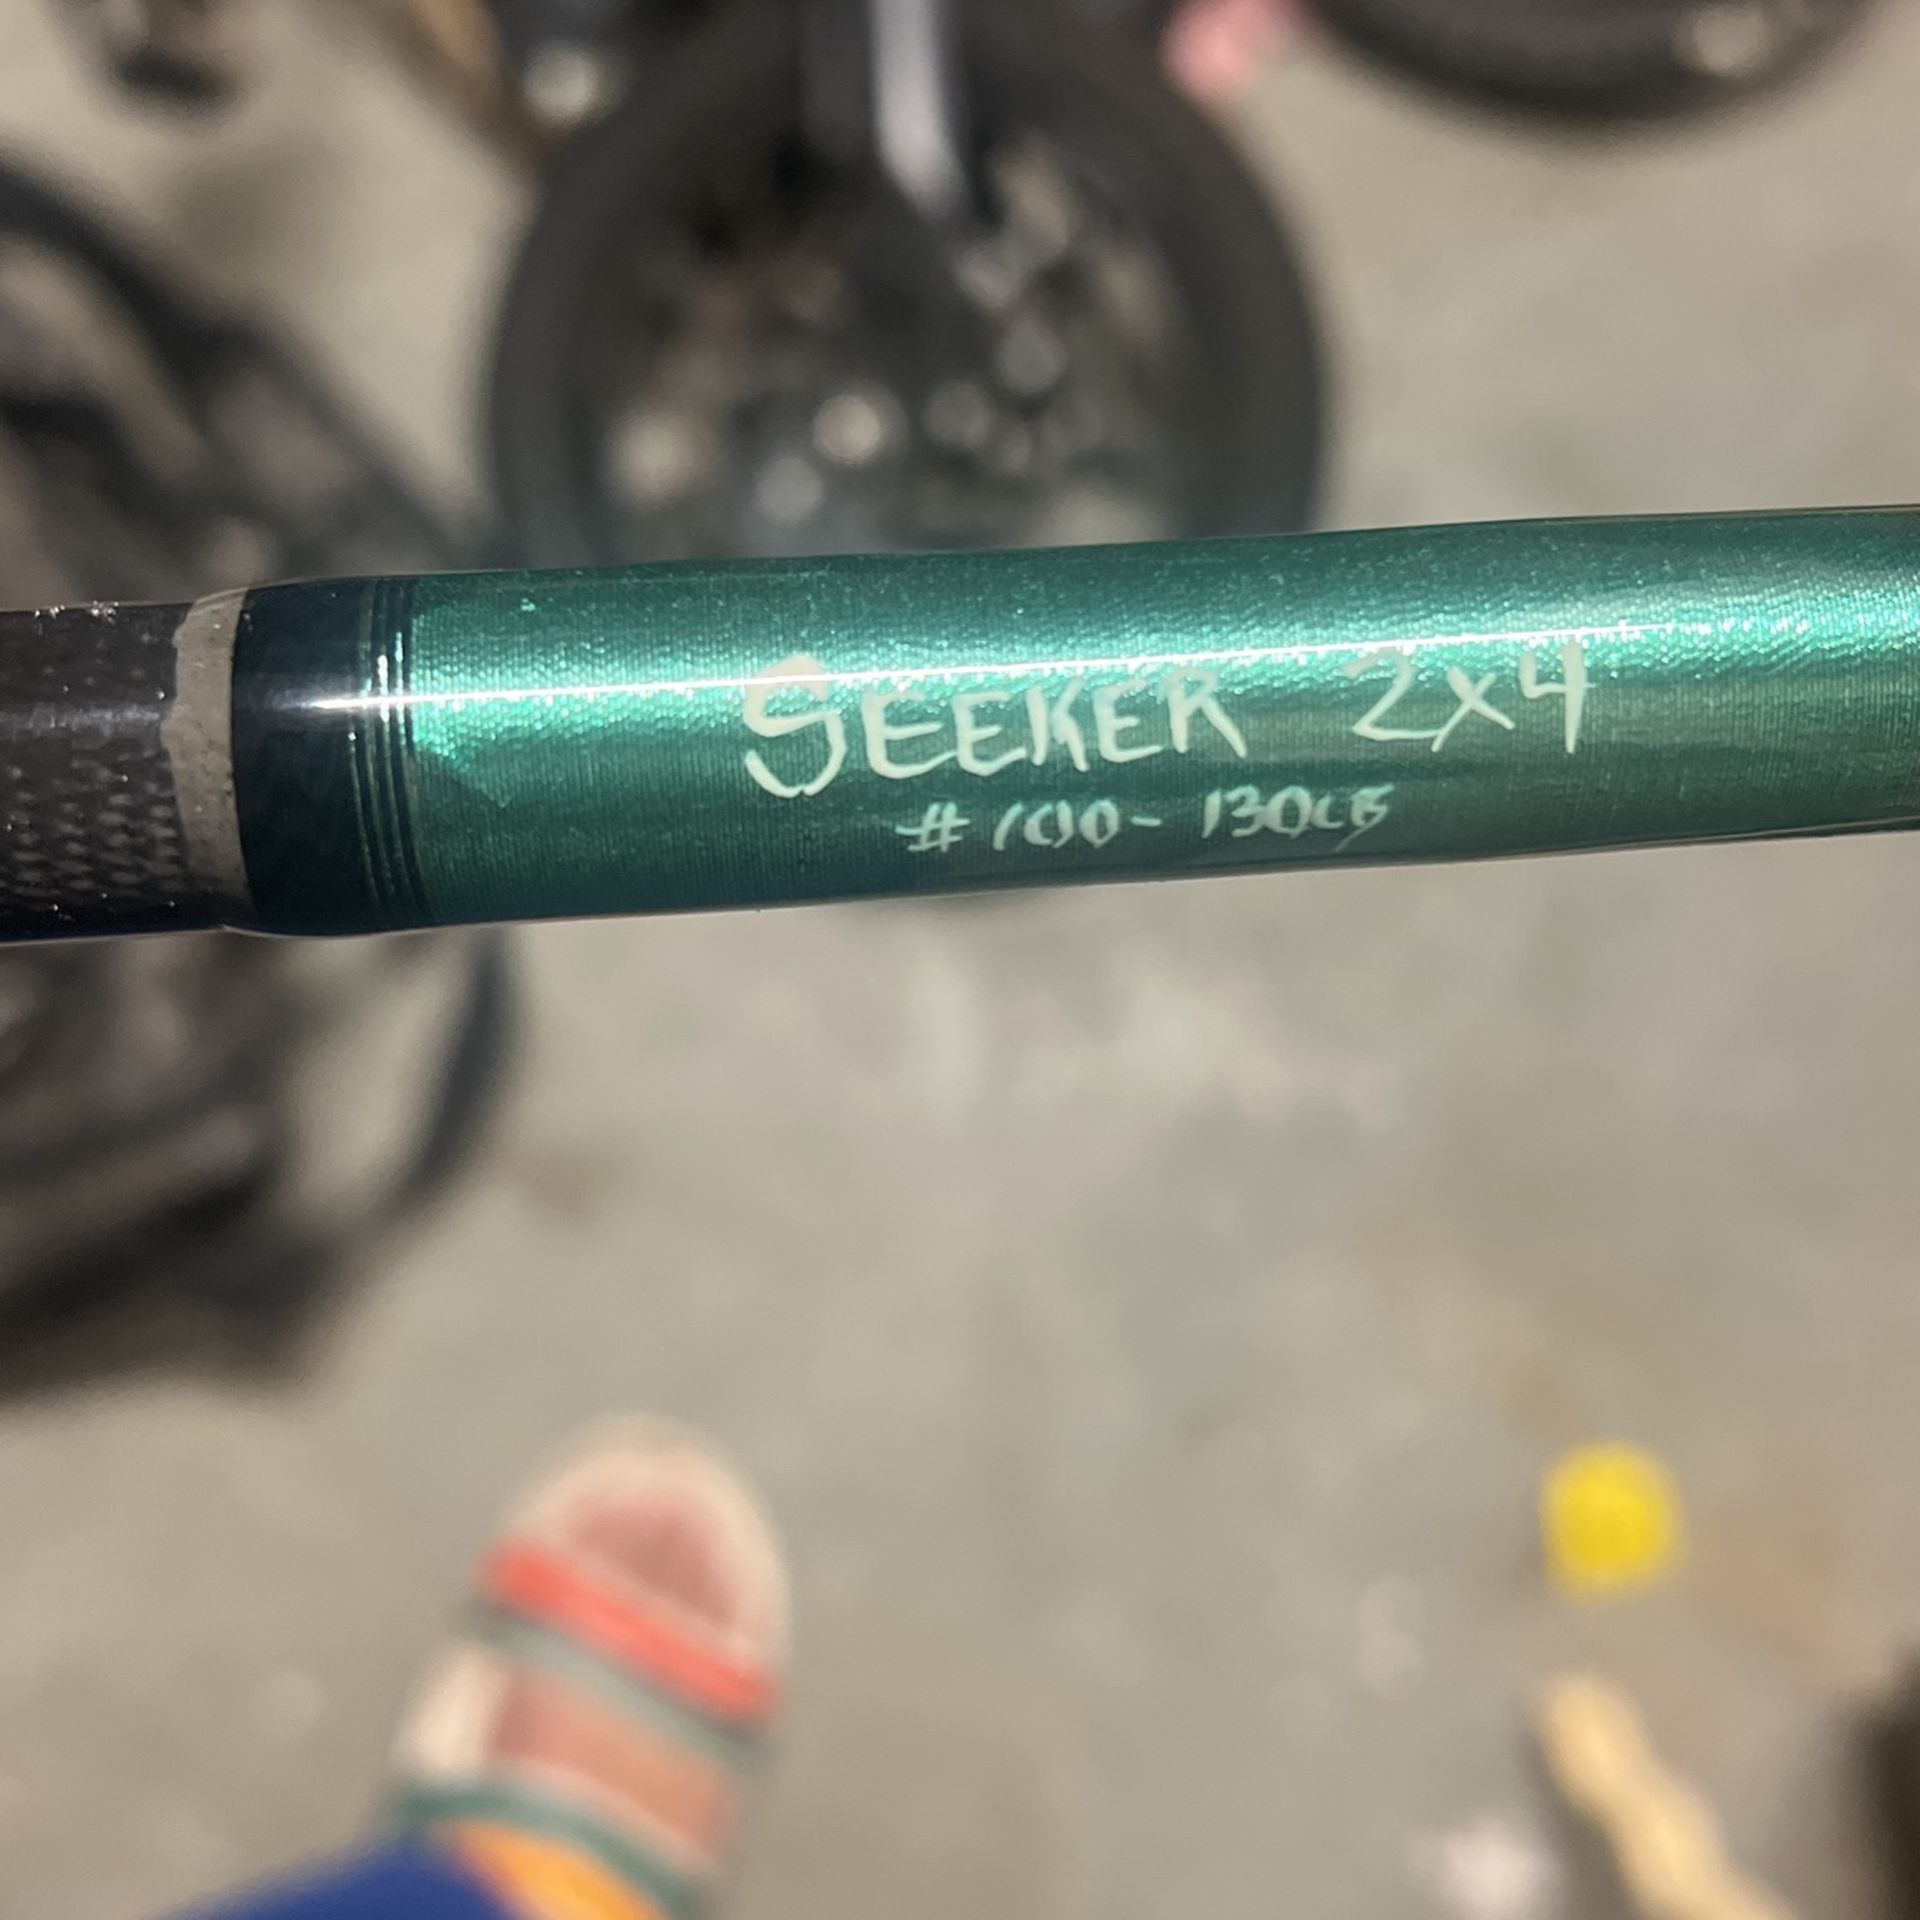 SEEKER 2x4
# 100 - 130LB